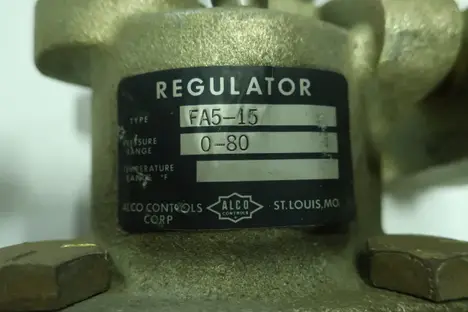 REGULATOR
TYPE FA5-15
PRESSURE RANGE 0-80
TEMPERATURE RANGE °F
ALCO CONTROLS CORP
ALCO CONTROLS
ST. LOUIS, MO.